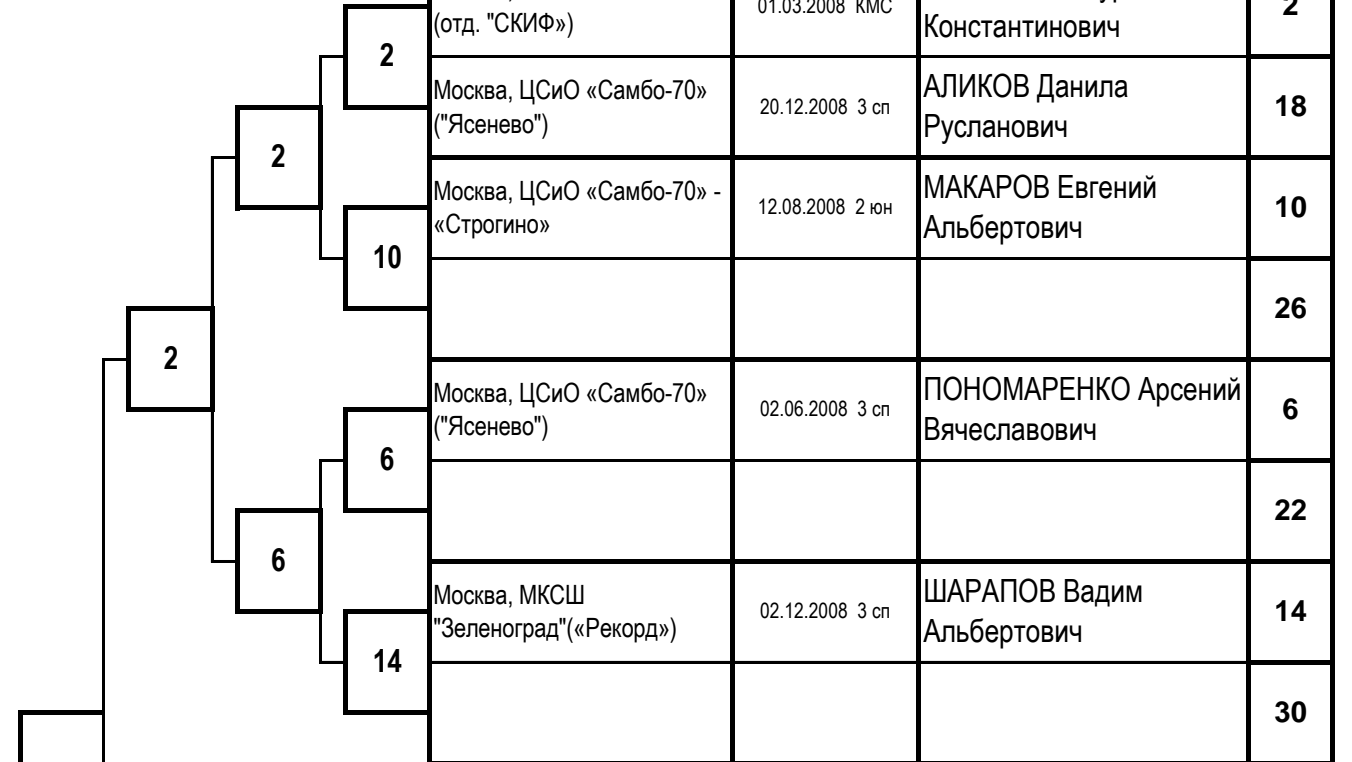 (отд. "СКИФ»)
01.03.2008 КМС
Константинович
2
2
Москва, ЦСиО «Самбо-70»
("Ясенево")
20.12.2008 3 сп
АЛИКОВ Данила
Русланович
18
2
Москва, ЦСиО «Самбо-70» -
«Строгино»
12.08.2008 2 юн
МАКАРОВ Евгений
Альбертович
10
10
26
2
Москва, ЦСиО «Самбо-70»
("Ясенево")
02.06.2008 3 сп
ПОНОМАРЕНКО Арсений
Вячеславович
6
6
22
6
Москва, МКСШ
"Зеленоград"(«Рекорд»)
02.12.2008 3 сп
ШАРАПОВ Вадим
Альбертович
14
14
30